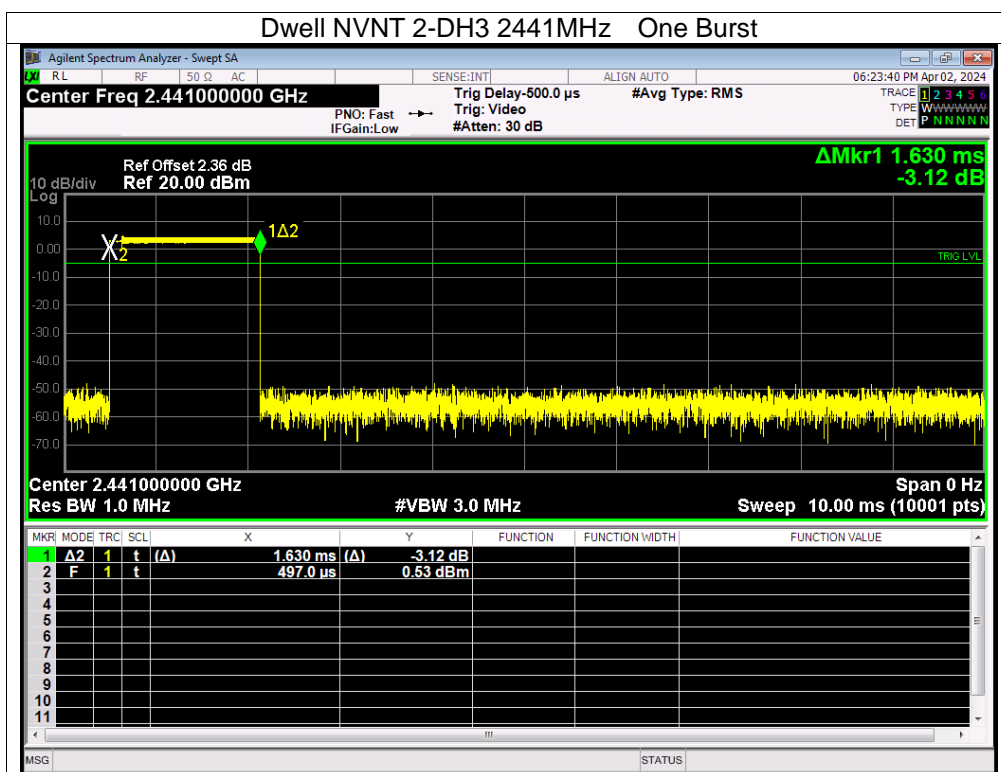 Dwell NVNT 2-DH3 2441MHz One Burst
Agilent Spectrum Analyzer - Swept SA
LXI RL RF 50 Ω AC SENSE:INT ALIGN AUTO 06:23:40 PM Apr 02, 2024
Center Freq 2.441000000 GHz Trig Delay-500.0 µs #Avg Type: RMS TRACE 1 2 3 4 5 6
PNO: Fast Trig: Video TYPE WWWWWW
IFGain:Low #Atten: 30 dB DET P N N N N N
ΔMkr1 1.630 ms
-3.12 dB
Ref Offset 2.36 dB
10 dB/div Ref 20.00 dBm
Log
10.0
1Δ2
0.00
2
TRIG LVL
-10.0
-20.0
-30.0
-40.0
-50.0
-60.0
-70.0
Center 2.441000000 GHz Span 0 Hz
Res BW 1.0 MHz #VBW 3.0 MHz Sweep 10.00 ms (10001 pts)
MKR MODE TRC SCL X Y FUNCTION FUNCTION WIDTH FUNCTION VALUE
1 Δ2 1 t (Δ) 1.630 ms (Δ) -3.12 dB
2 F 1 t 497.0 µs 0.53 dBm
3
4
5
6
7
8
9
10
11
MSG STATUS